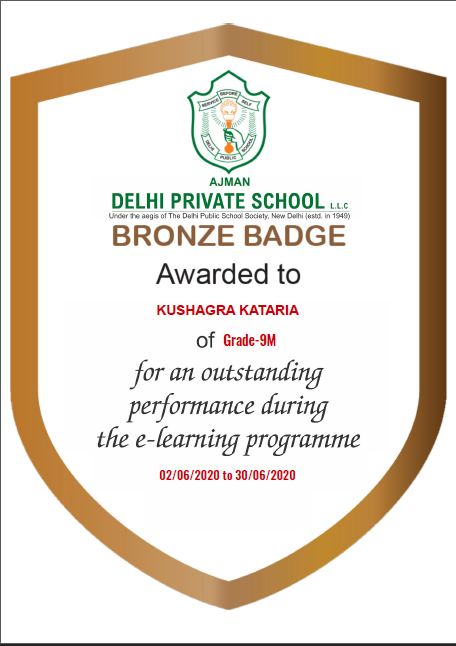 SERVICE BEFORE SELF
DELHI PUBLIC SCHOOL
AJMAN
DELHI PRIVATE SCHOOL L.L.C
Under the aegis of The Delhi Public School Society, New Delhi (estd. in 1949)
BRONZE BADGE
Awarded to
KUSHAGRA KATARIA
of Grade-9M
for an outstanding
performance during
the e-learning programme
02/06/2020 to 30/06/2020